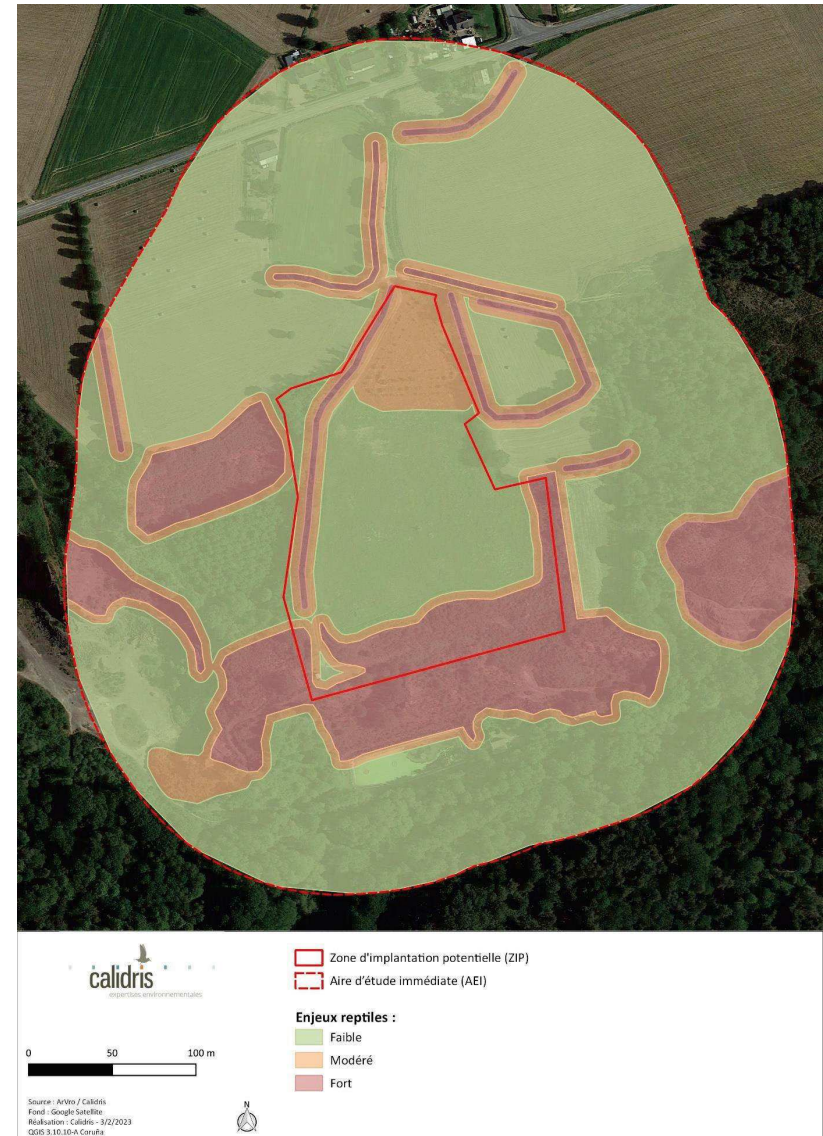 Zone d'implantation potentielle (ZIP)
Aire d'étude immédiate (AEI)
calidris
expertises environnementales
Enjeux reptiles :
Faible
Modéré
Fort
0 50 100 m
Source : ArVro / Calidris
Fond : Google Satellite
Réalisation : Calidris - 3/2/2023
QGIS 3.10.10-A Coruña
N